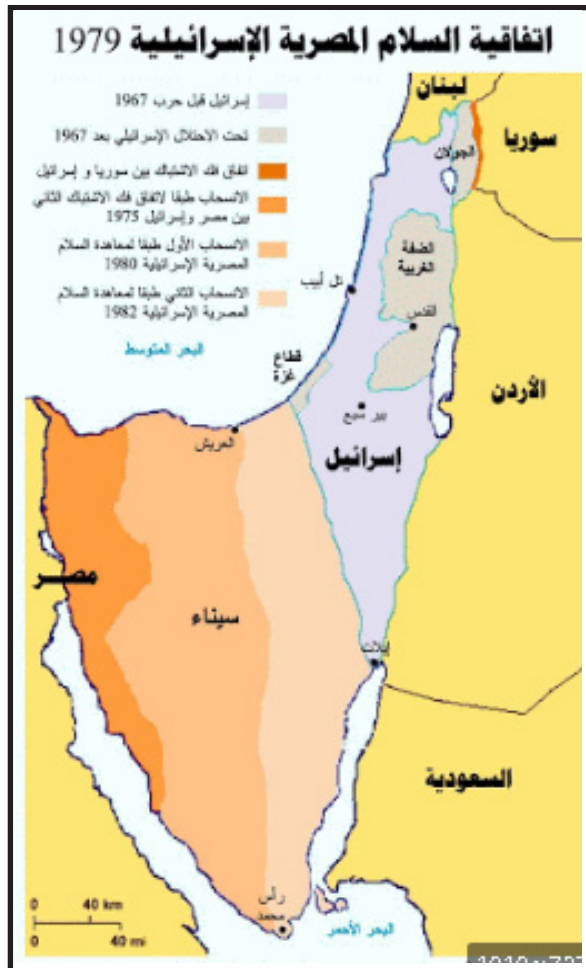 اتفاقية السلام المصرية الإسرائيلية 1979
إسرائيل قبل حرب 1967
تحت الاحتلال الإسرائيلي بعد 1967
اتفاق فك الاشتباك بين سوريا و إسرائيل
الانسحاب طبقا لاتفاق فك الاشتباك الثاني
بين مصر وإسرائيل 1975
الانسحاب الأول طبقا لمعاهدة السلام
المصرية الإسرائيلية 1980
الانسحاب الثاني طبقا لمعاهدة السلام
المصرية الإسرائيلية 1982
لبنان
سوريا
الجولان
الضفة
الغربية
تل أبيب
القدس
البحر المتوسط
قطاع
غزة
الأردن
بير سبع
العريش
إسرائيل
مصر
سيناء
إيلات
السعودية
رأس
محمد
البحر الأحمر
0 40 km
0 40 mi